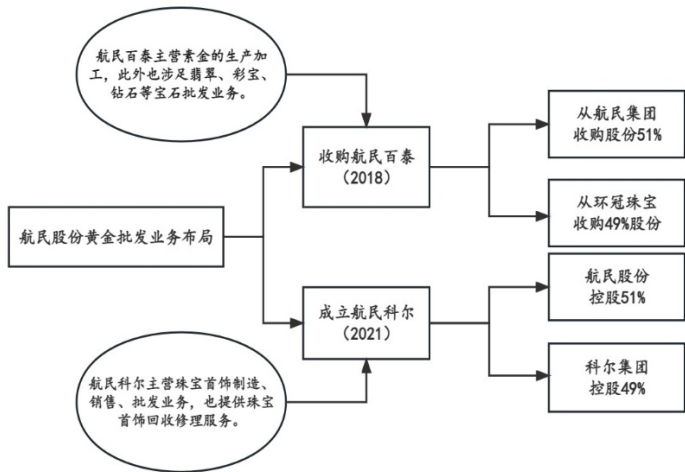 航民百泰主营素金的生产加
工，此外也涉足翡翠、彩宝、
钻石等宝石批发业务。
收购航民百泰
（2018）
从航民集团
收购股份51%
从环冠珠宝
收购49%股份
航民股份黄金批发业务布局
成立航民科尔
（2021）
航民股份
控股51%
科尔集团
控股49%
航民科尔主营珠宝首饰制造、
销售、批发业务，也提供珠宝
首饰回收修理服务。